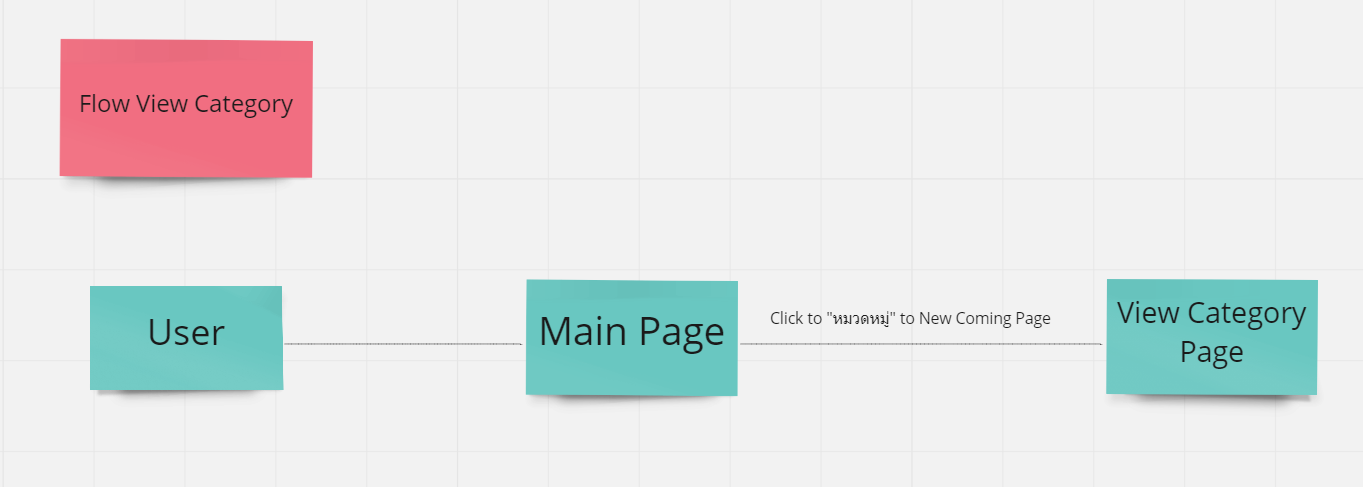 Flow View Category
User
Main Page
Click to "หมวดหมู่" to New Coming Page
View Category
Page